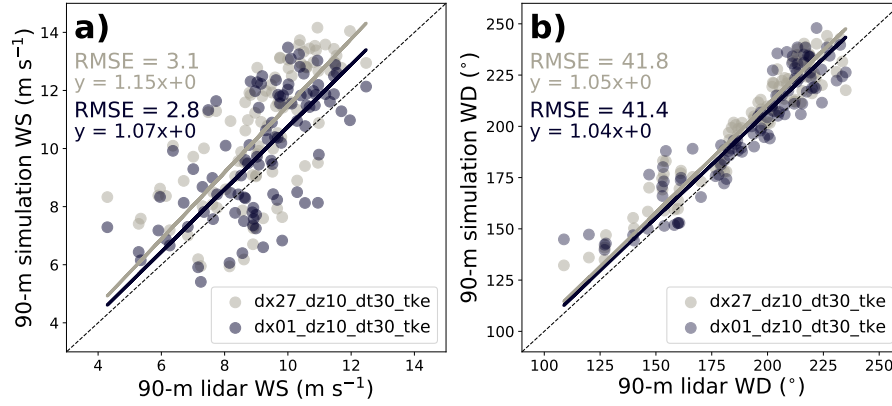 a)
RMSE = 3.1
y = 1.15x+0
RMSE = 2.8
y = 1.07x+0
90-m simulation WS (m s⁻¹)
14
12
10
8
6
4
4 6 8 10 12 14
90-m lidar WS (m s⁻¹)
dx27_dz10_dt30_tke
dx01_dz10_dt30_tke
b)
RMSE = 41.8
y = 1.05x+0
RMSE = 41.4
y = 1.04x+0
90-m simulation WD (°)
250
225
200
175
150
125
100
100 125 150 175 200 225 250
90-m lidar WD (°)
dx27_dz10_dt30_tke
dx01_dz10_dt30_tke